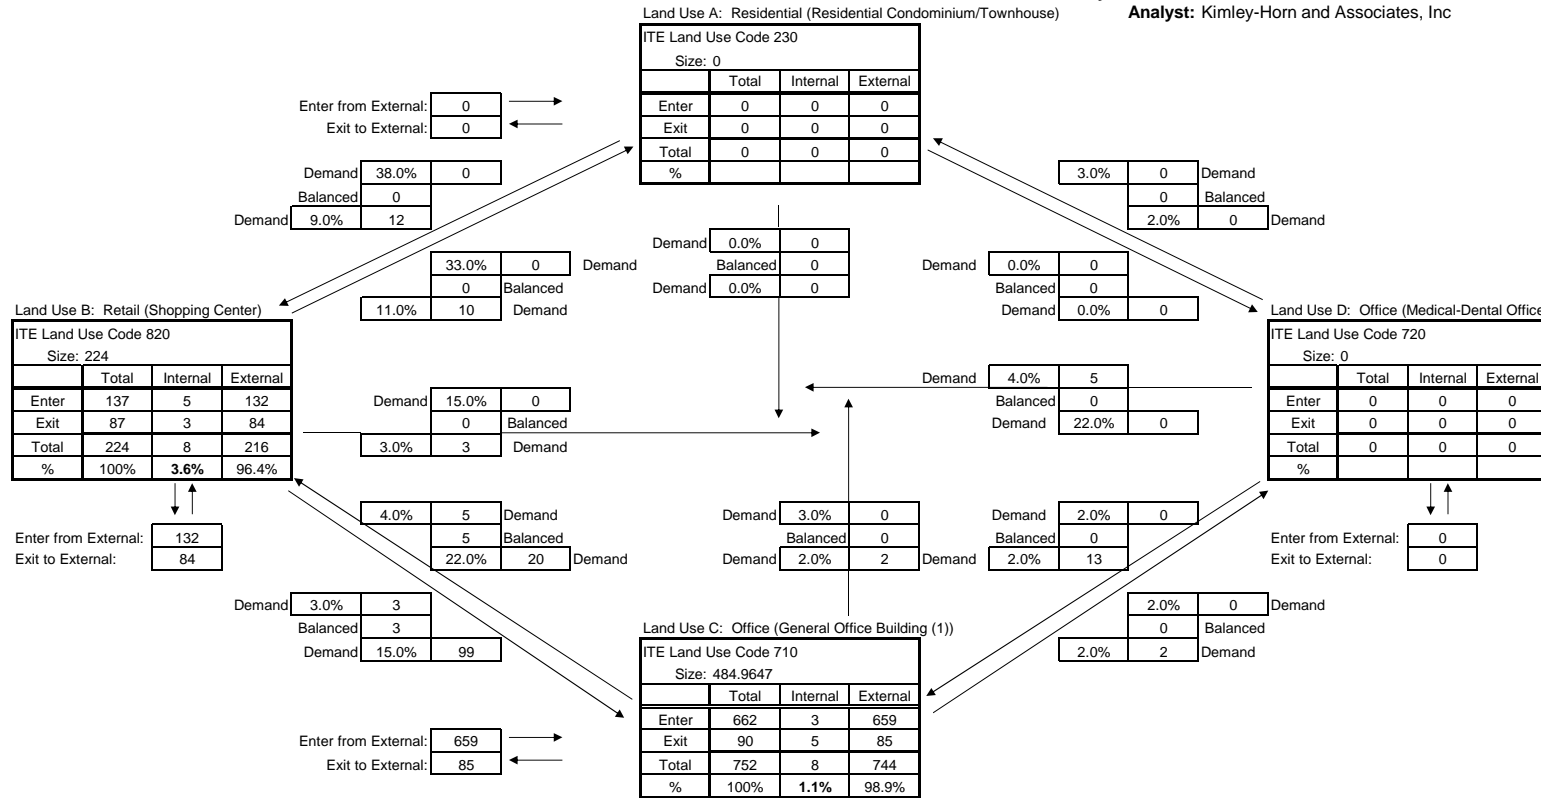 Analyst: Kimley-Horn and Associates, Inc
Land Use A: Residential (Residential Condominium/Townhouse)
ITE Land Use Code 230
Size: 0
Total Internal External
Enter 0 0 0
Exit 0 0 0
Total 0 0 0
%
Enter from External: 0
Exit to External: 0
Demand 38.0% 0
Balanced 0
Demand 9.0% 12
3.0% 0 Demand
0 Balanced
2.0% 0 Demand
Demand 0.0% 0
Balanced 0
Demand 0.0% 0
33.0% 0 Demand
0 Balanced
11.0% 10 Demand
Demand 0.0% 0
Balanced 0
Demand 0.0% 0
Land Use B: Retail (Shopping Center)
ITE Land Use Code 820
Size: 224
Total Internal External
Enter 137 5 132
Exit 87 3 84
Total 224 8 216
% 100% 3.6% 96.4%
Enter from External: 132
Exit to External: 84
Demand 15.0% 0
0 Balanced
3.0% 3 Demand
Demand 4.0% 5
Balanced 0
Demand 22.0% 0
Land Use D: Office (Medical-Dental Office
ITE Land Use Code 720
Size: 0
Total Internal External
Enter 0 0 0
Exit 0 0 0
Total 0 0 0
%
Enter from External: 0
Exit to External: 0
4.0% 5 Demand
5 Balanced
22.0% 20 Demand
Demand 3.0% 0
Balanced 0
Demand 2.0% 2
Demand 2.0% 0
Balanced 0
Demand 2.0% 13
Demand 3.0% 3
Balanced 3
Demand 15.0% 99
2.0% 0 Demand
0 Balanced
2.0% 2 Demand
Land Use C: Office (General Office Building (1))
ITE Land Use Code 710
Size: 484.9647
Total Internal External
Enter 662 3 659
Exit 90 5 85
Total 752 8 744
% 100% 1.1% 98.9%
Enter from External: 659
Exit to External: 85